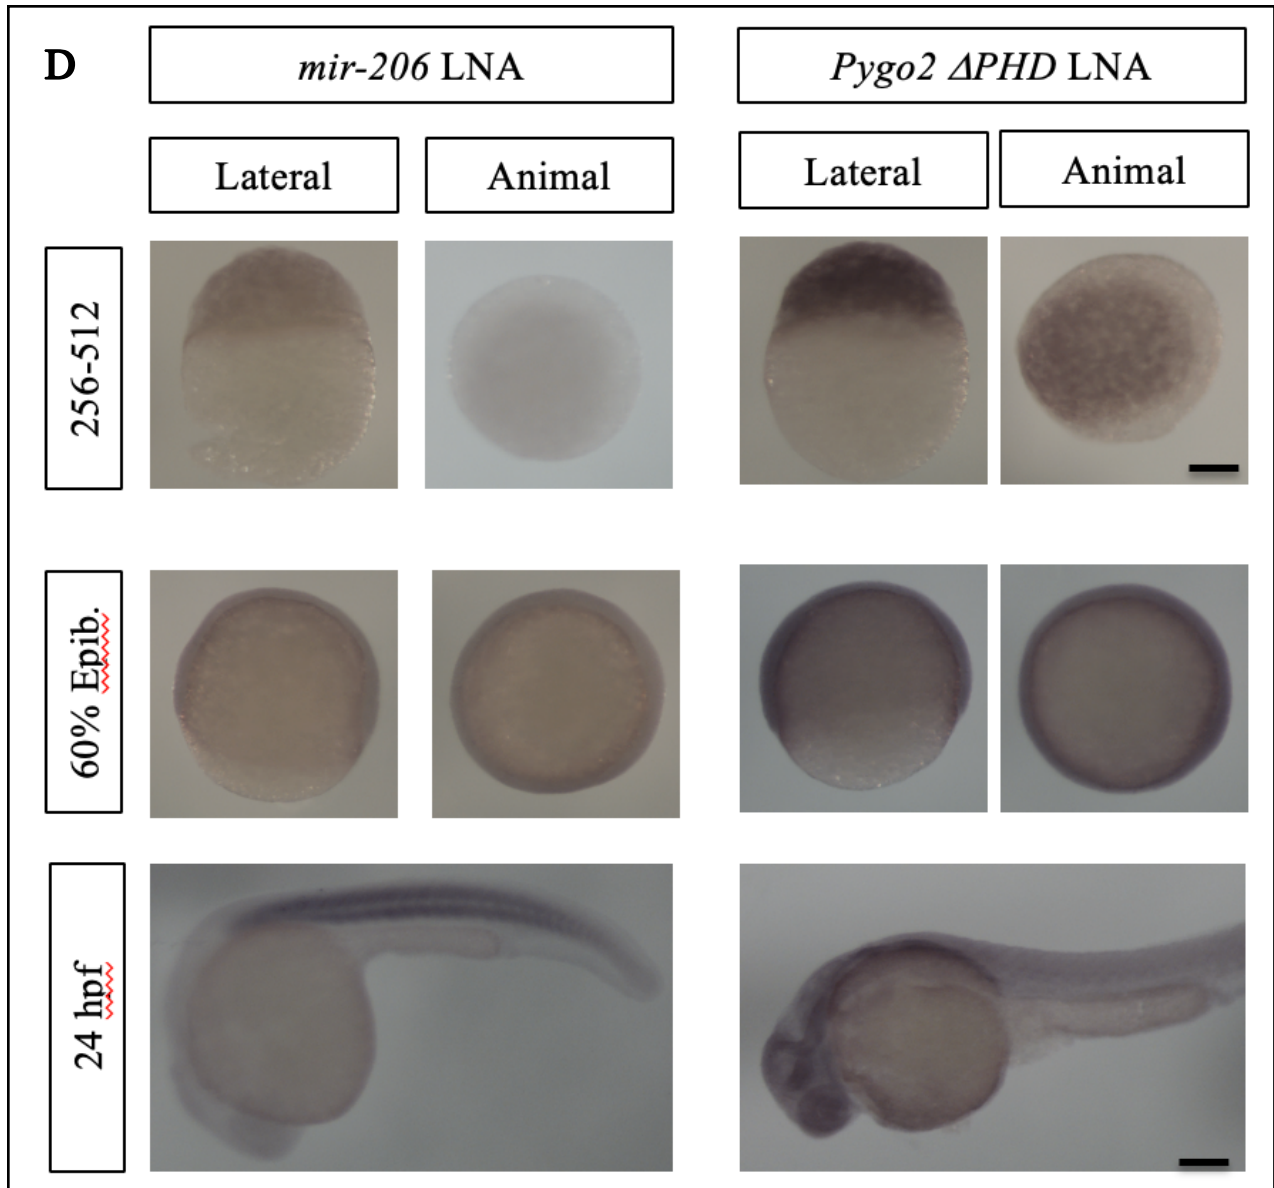 D
mir-206 LNA
Pygo2 ΔPHD LNA
Lateral
Animal
Lateral
Animal
256-512
60% Epib.
24 hpf